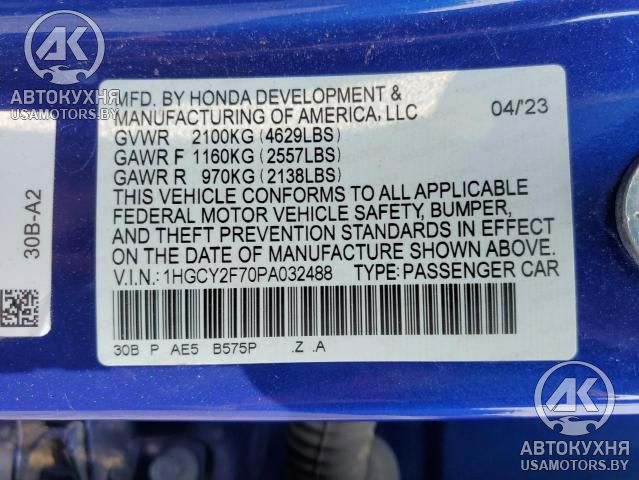 AK
АВТОКУХНЯ
USAMOTORS.BY
MFD. BY HONDA DEVELOPMENT &
MANUFACTURING OF AMERICA, LLC 04/'23
GVWR 2100KG (4629LBS)
GAWR F 1160KG (2557LBS)
GAWR R 970KG (2138LBS)
THIS VEHICLE CONFORMS TO ALL APPLICABLE
FEDERAL MOTOR VEHICLE SAFETY, BUMPER,
AND THEFT PREVENTION STANDARDS IN EFFECT
ON THE DATE OF MANUFACTURE SHOWN ABOVE.
V.I.N.: 1HGCY2F70PA032488 TYPE: PASSENGER CAR
30B P AE5 B575P .Z .A
30B-A2
AK
АВТОКУХНЯ
USAMOTORS.BY